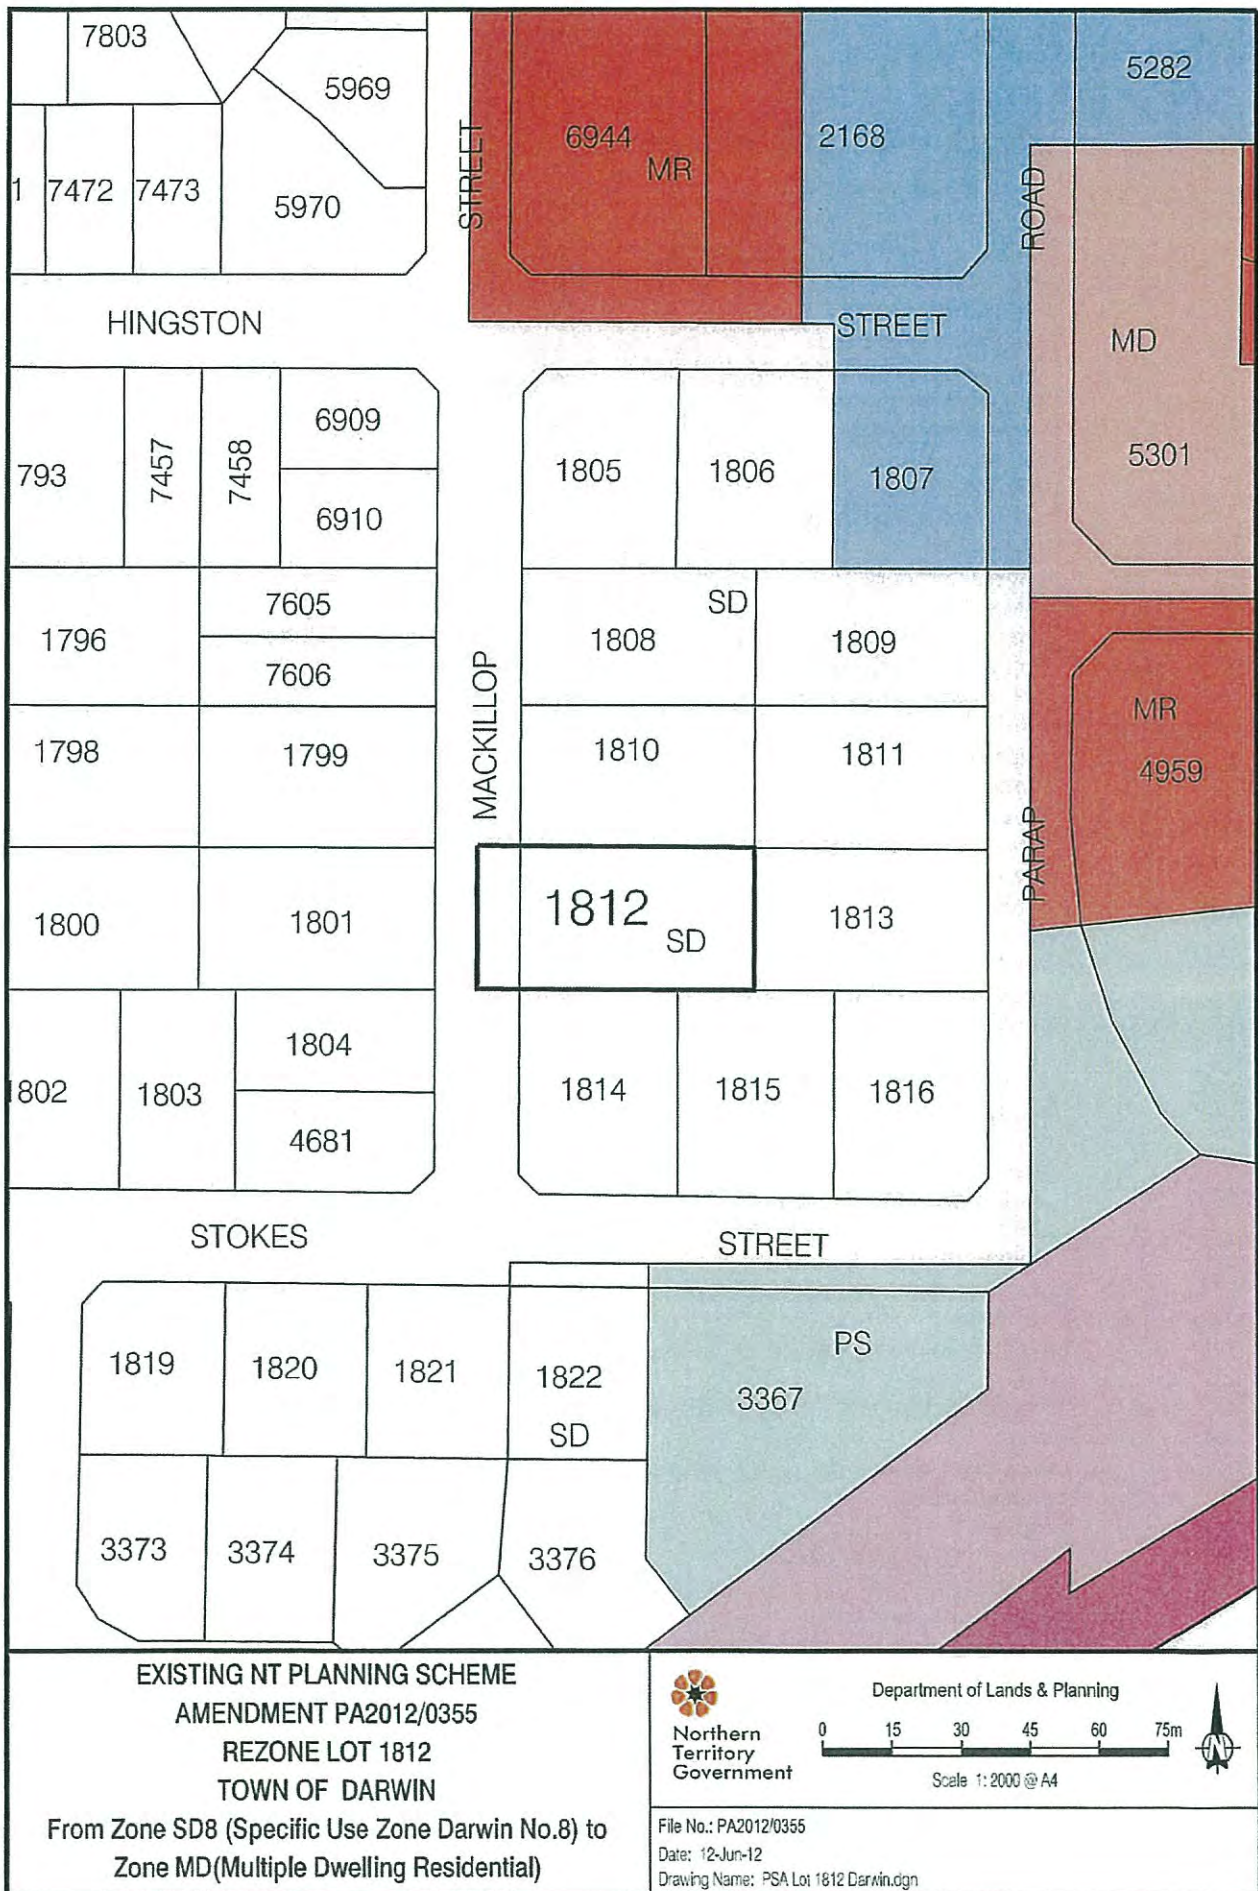 7803
5969
5282
6944
MR
2168
1
7472
7473
5970
STREET
ROAD
HINGSTON
STREET
MD
793
7457
7458
6909
6910
1805
1806
1807
5301
7605
7606
1796
1808
SD
1809
MACKILLOP
MR
4959
1798
1799
1810
1811
PARAP
1800
1801
1812
SD
1813
1802
1803
1804
4681
1814
1815
1816
STOKES
STREET
1819
1820
1821
1822
SD
PS
3367
3373
3374
3375
3376
EXISTING NT PLANNING SCHEME
AMENDMENT PA2012/0355
REZONE LOT 1812
TOWN OF DARWIN
From Zone SD8 (Specific Use Zone Darwin No.8) to
Zone MD(Multiple Dwelling Residential)
Northern
Territory
Government
Department of Lands & Planning
0 15 30 45 60 75m
Scale 1:2000 @ A4
File No.: PA2012/0355
Date: 12-Jun-12
Drawing Name: PSA Lot 1812 Darwin.dgn